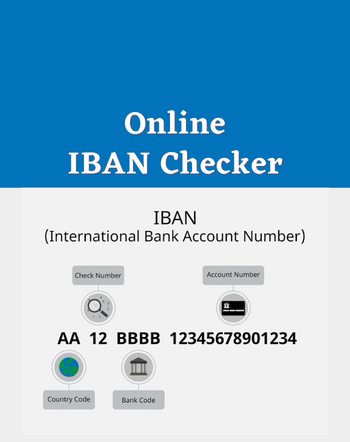 Online
IBAN Checker
IBAN
(International Bank Account Number)
Check Number
Account Number
AA 12 BBBB 12345678901234
Country Code
Bank Code